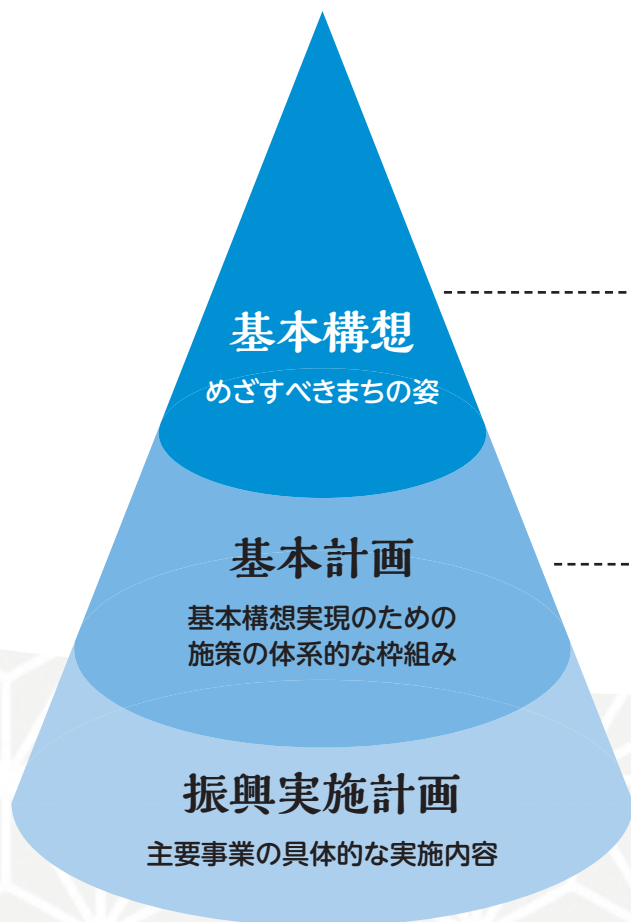 基本構想
めざすべきまちの姿
基本計画
基本構想実現のための
施策の体系的な枠組み
振興実施計画
主要事業の具体的な実施内容